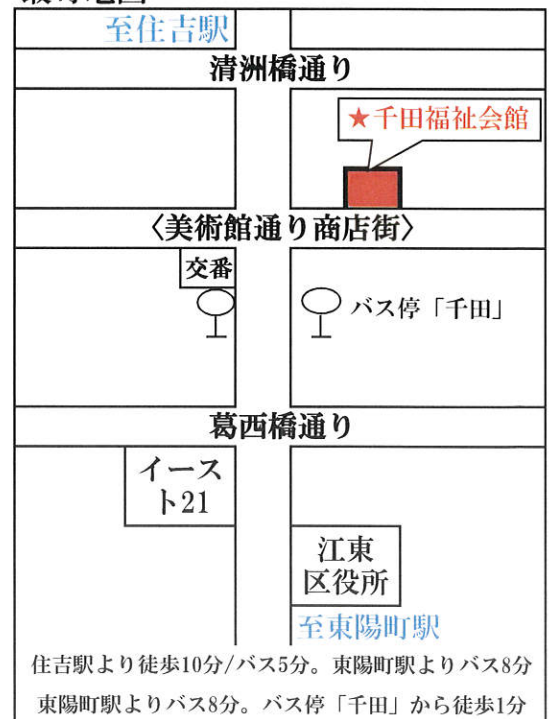 至住吉駅
清洲橋通り
★千田福祉会館
〈美術館通り商店街〉
交番
バス停「千田」
葛西橋通り
イース
ト21
江東
区役所
至東陽町駅
住吉駅より徒歩10分/バス5分。東陽町駅よりバス8分
東陽町駅よりバス8分。バス停「千田」から徒歩1分